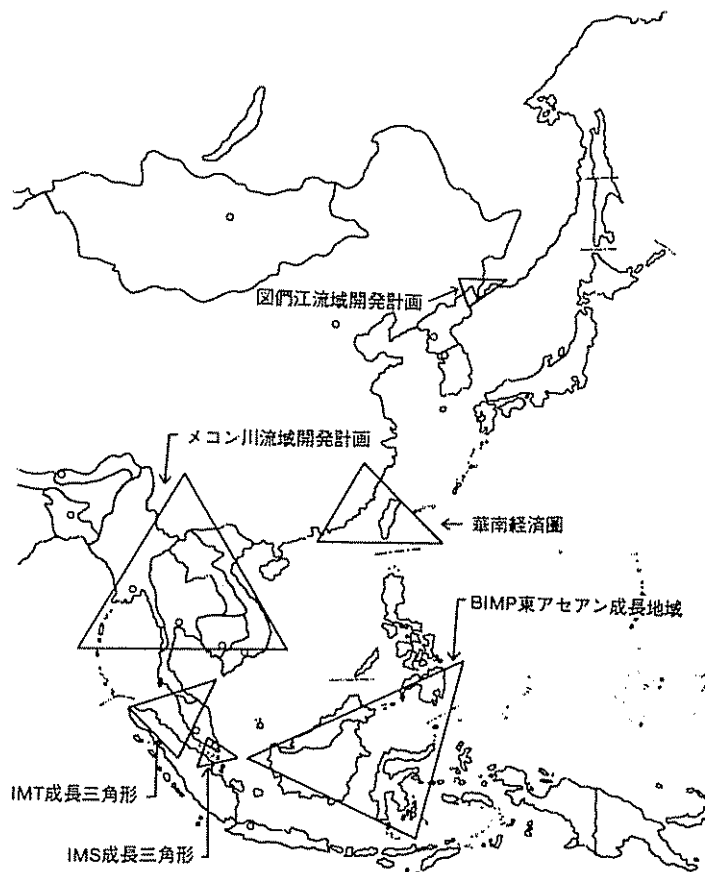 図們江流域開発計画
メコン川流域開発計画
華南経済圏
BIMP東アセアン成長地域
IMT成長三角形
IMS成長三角形